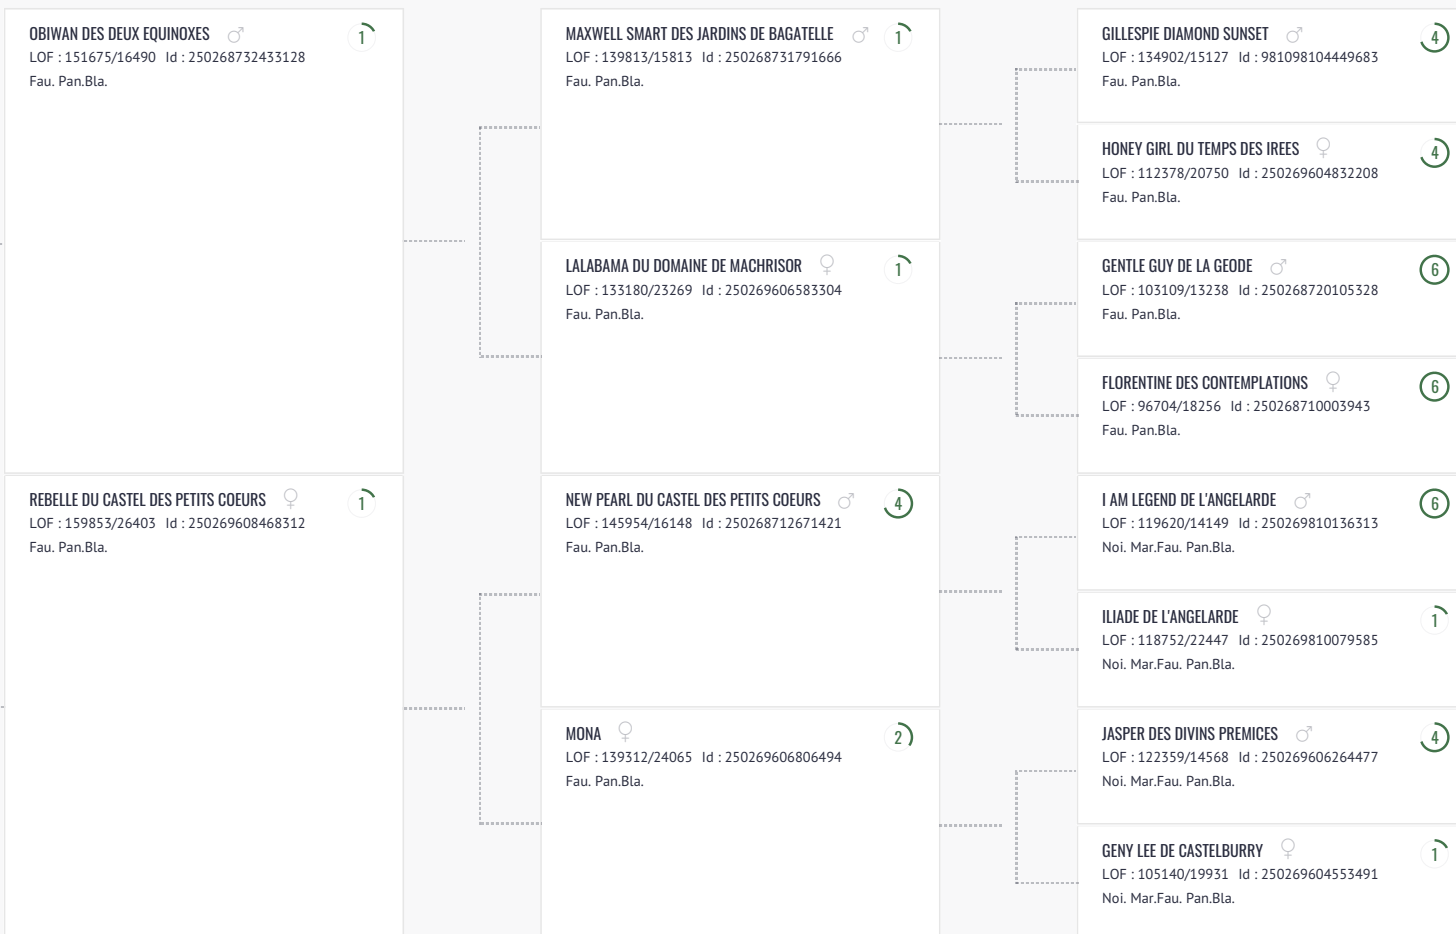 OBIWAN DES DEUX EQUINOXES ♂ 1
LOF : 151675/16490 Id : 250268732433128
Fau. Pan.Bla.
REBELLE DU CASTEL DES PETITS COEURS ♀ 1
LOF : 159853/26403 Id : 250269608468312
Fau. Pan.Bla.
MAXWELL SMART DES JARDINS DE BAGATELLE ♂ 1
LOF : 139813/15813 Id : 250268731791666
Fau. Pan.Bla.
LALABAMA DU DOMAINE DE MACHRISOR ♀ 1
LOF : 133180/23269 Id : 250269606583304
Fau. Pan.Bla.
NEW PEARL DU CASTEL DES PETITS COEURS ♂ 4
LOF : 145954/16148 Id : 250268712671421
Fau. Pan.Bla.
MONA ♀ 2
LOF : 139312/24065 Id : 250269606806494
Fau. Pan.Bla.
GILLESPIE DIAMOND SUNSET ♂ 4
LOF : 134902/15127 Id : 981098104449683
Fau. Pan.Bla.
HONEY GIRL DU TEMPS DES IREES ♀ 4
LOF : 112378/20750 Id : 250269604832208
Fau. Pan.Bla.
GENTLE GUY DE LA GEODE ♂ 6
LOF : 103109/13238 Id : 250268720105328
Fau. Pan.Bla.
FLORENTINE DES CONTEMPLATIONS ♀ 6
LOF : 96704/18256 Id : 250268710003943
Fau. Pan.Bla.
I AM LEGEND DE L'ANGELARDE ♂ 6
LOF : 119620/14149 Id : 250269810136313
Noi. Mar.Fau. Pan.Bla.
ILIADE DE L'ANGELARDE ♀ 1
LOF : 118752/22447 Id : 250269810079585
Noi. Mar.Fau. Pan.Bla.
JASPER DES DIVINS PREMICES ♂ 4
LOF : 122359/14568 Id : 250269606264477
Noi. Mar.Fau. Pan.Bla.
GENY LEE DE CASTELBURRY ♀ 1
LOF : 105140/19931 Id : 250269604553491
Noi. Mar.Fau. Pan.Bla.